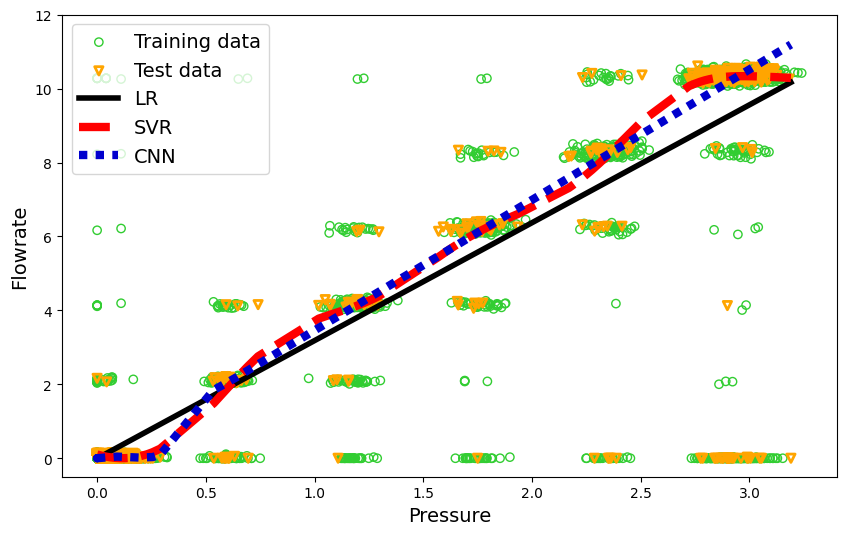 Training data
Test data
LR
SVR
CNN
12
10
8
6
4
2
0
Flowrate
0.0 0.5 1.0 1.5 2.0 2.5 3.0
Pressure